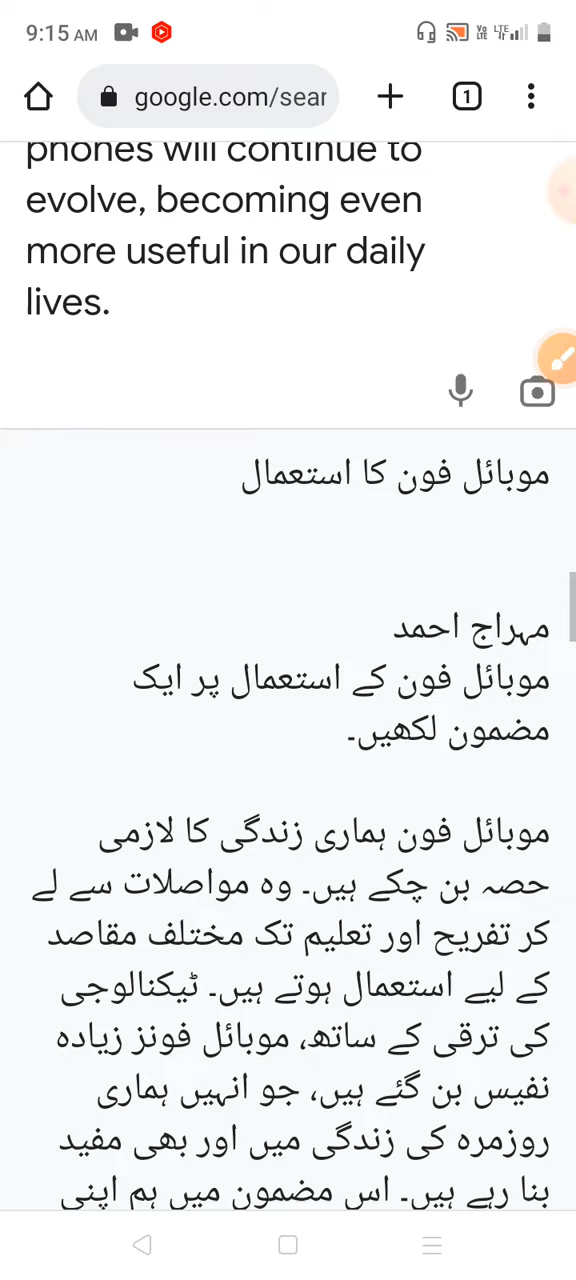 9:15 AM
google.com/sear
1
phones will continue to
evolve, becoming even
more useful in our daily
lives.
موبائل فون کا استعمال
مہراج احمد
موبائل فون کے استعمال پر ایک
مضمون لکھیں۔
موبائل فون ہماری زندگی کا لازمی
حصہ بن چکے ہیں۔ وہ مواصلات سے لے
کر تفریح اور تعلیم تک مختلف مقاصد
کے لیے استعمال ہوتے ہیں۔ ٹیکنالوجی
کی ترقی کے ساتھ، موبائل فونز زیادہ
نفیس بن گئے ہیں، جو انہیں ہماری
روزمرہ کی زندگی میں اور بھی مفید
بنا رہے ہیں۔ اس مضمون میں ہم اپنی